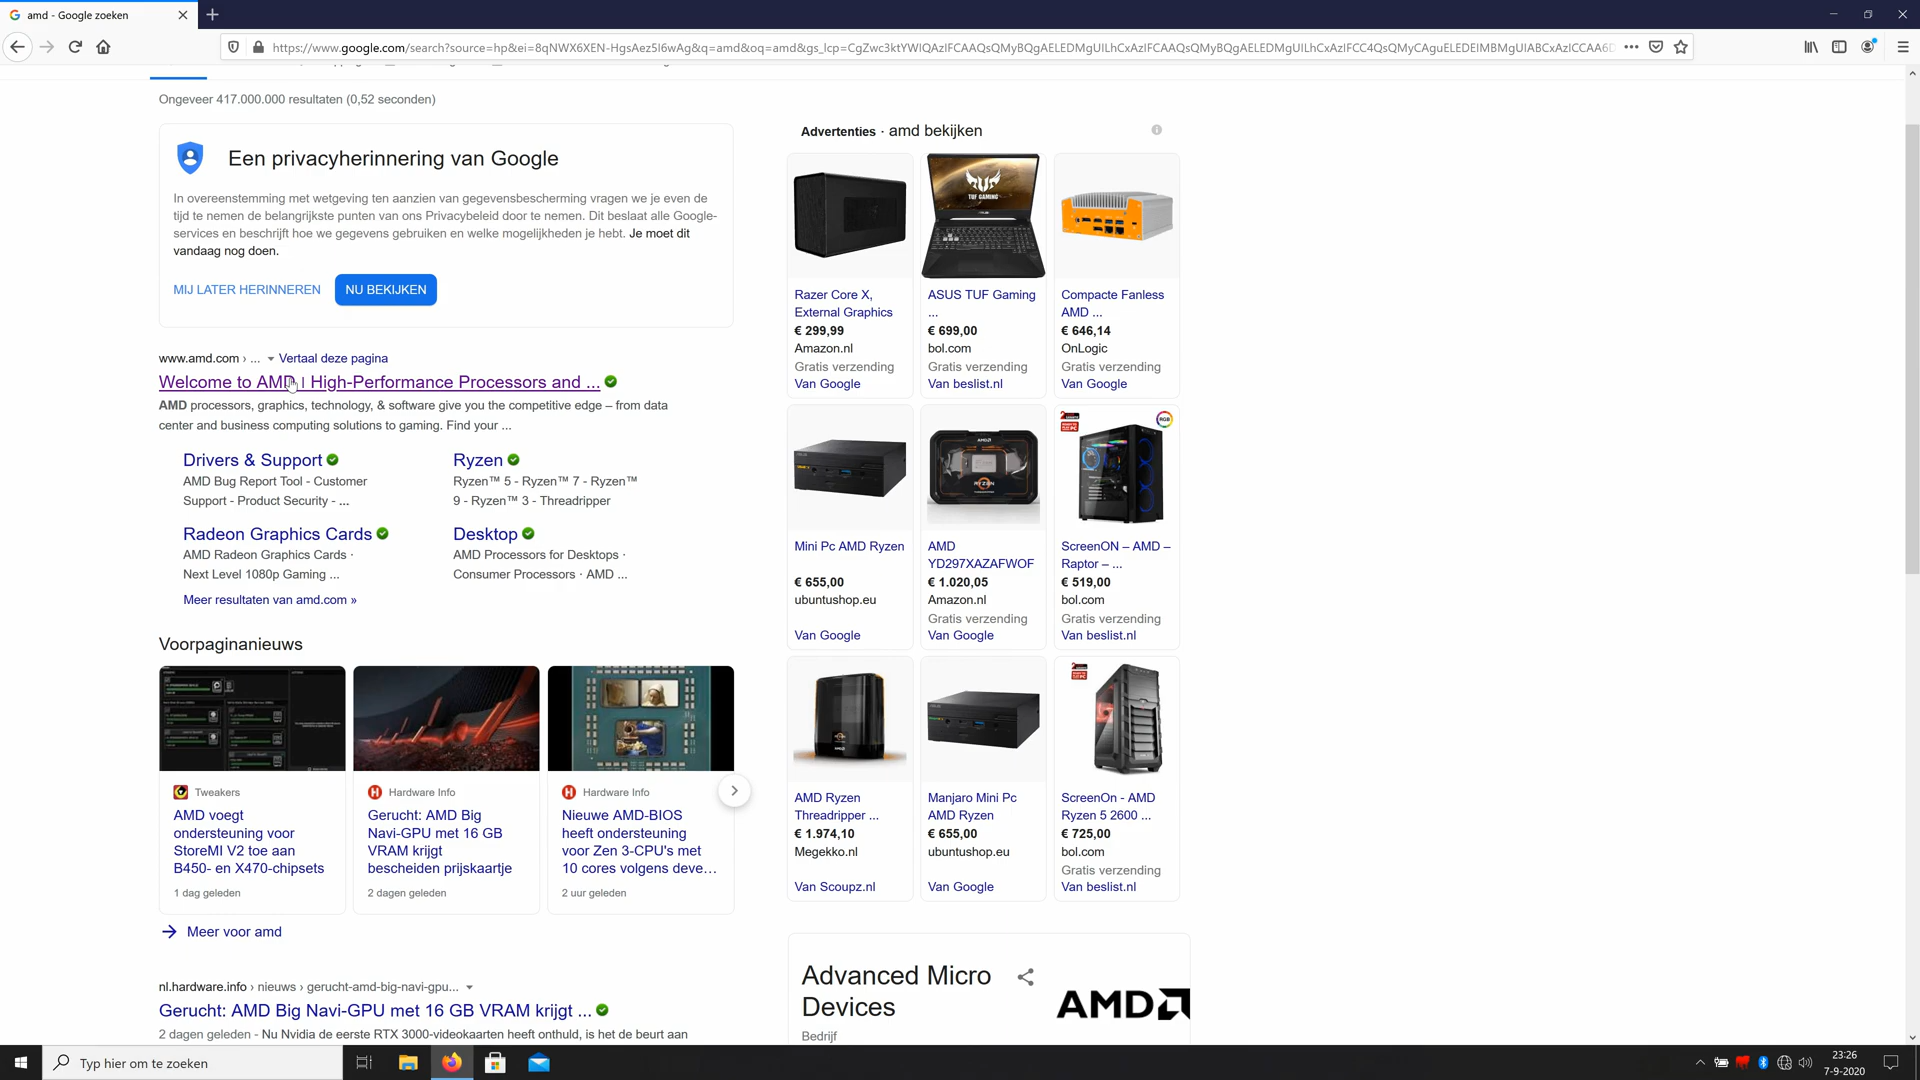 amd - Google zoeken
https://www.google.com/search?source=hp&ei=8qNWX6XEN-HgsAez5I6wAg&q=amd&oq=amd&gs_lcp=
Ongeveer 417.000.000 resultaten (0,52 seconden)
Een privacyherinnering van Google
In overeenstemming met wetgeving ten aanzien van gegevensbescherming vragen we je even de
tijd te nemen de belangrijkste punten van ons Privacybeleid door te nemen. Dit beslaat alle Google-
services en beschrijft hoe we gegevens gebruiken en welke mogelijkheden je hebt. Je moet dit
vandaag nog doen.
MIJ LATER HERINNEREN NU BEKIJKEN
www.amd.com › ... Vertaal deze pagina
Welcome to AMD | High-Performance Processors and ...
AMD processors, graphics, technology, & software give you the competitive edge – from data
center and business computing solutions to gaming. Find your ...
Drivers & Support
AMD Bug Report Tool - Customer
Support - Product Security - ...
Ryzen
Ryzen™ 5 - Ryzen™ 7 - Ryzen™
9 - Ryzen™ 3 - Threadripper
Radeon Graphics Cards
AMD Radeon Graphics Cards ·
Next Level 1080p Gaming ...
Desktop
AMD Processors for Desktops ·
Consumer Processors · AMD ...
Meer resultaten van amd.com »
Voorpaginanieuws
Tweakers
AMD voegt
ondersteuning voor
StoreMI V2 toe aan
B450- en X470-chipsets
1 dag geleden
Hardware Info
Gerucht: AMD Big
Navi-GPU met 16 GB
VRAM krijgt
bescheiden prijskaartje
2 dagen geleden
Hardware Info
Nieuwe AMD-BIOS
heeft ondersteuning
voor Zen 3-CPU's met
10 cores volgens deve...
2 uur geleden
Meer voor amd
nl.hardware.info › nieuws › gerucht-amd-big-navi-gpu...
Gerucht: AMD Big Navi-GPU met 16 GB VRAM krijgt ...
2 dagen geleden - Nu Nvidia de eerste RTX 3000-videokaarten heeft onthuld, is het de beurt aan
Advertenties · amd bekijken
TUF GAMING
Razer Core X,
External Graphics
€ 299,99
Amazon.nl
Gratis verzending
Van Google
ASUS TUF Gaming
...
€ 699,00
bol.com
Gratis verzending
Van beslist.nl
Compacte Fanless
AMD ...
€ 646,14
OnLogic
Gratis verzending
Van Google
Mini Pc AMD Ryzen
€ 655,00
ubuntushop.eu
Van Google
AMD
RYZEN
AMD
YD297XAZAFWOF
€ 1.020,05
Amazon.nl
Gratis verzending
Van Google
RGB
ScreenON – AMD –
Raptor – ...
€ 519,00
bol.com
Gratis verzending
Van beslist.nl
AMD Ryzen
Threadripper ...
€ 1.974,10
Megekko.nl
Van Scoupz.nl
Manjaro Mini Pc
AMD Ryzen
€ 655,00
ubuntushop.eu
Van Google
ScreenOn - AMD
Ryzen 5 2600 ...
€ 725,00
bol.com
Gratis verzending
Van beslist.nl
Advanced Micro
Devices
Bedrijf
AMD
Typ hier om te zoeken
23:26
7-9-2020